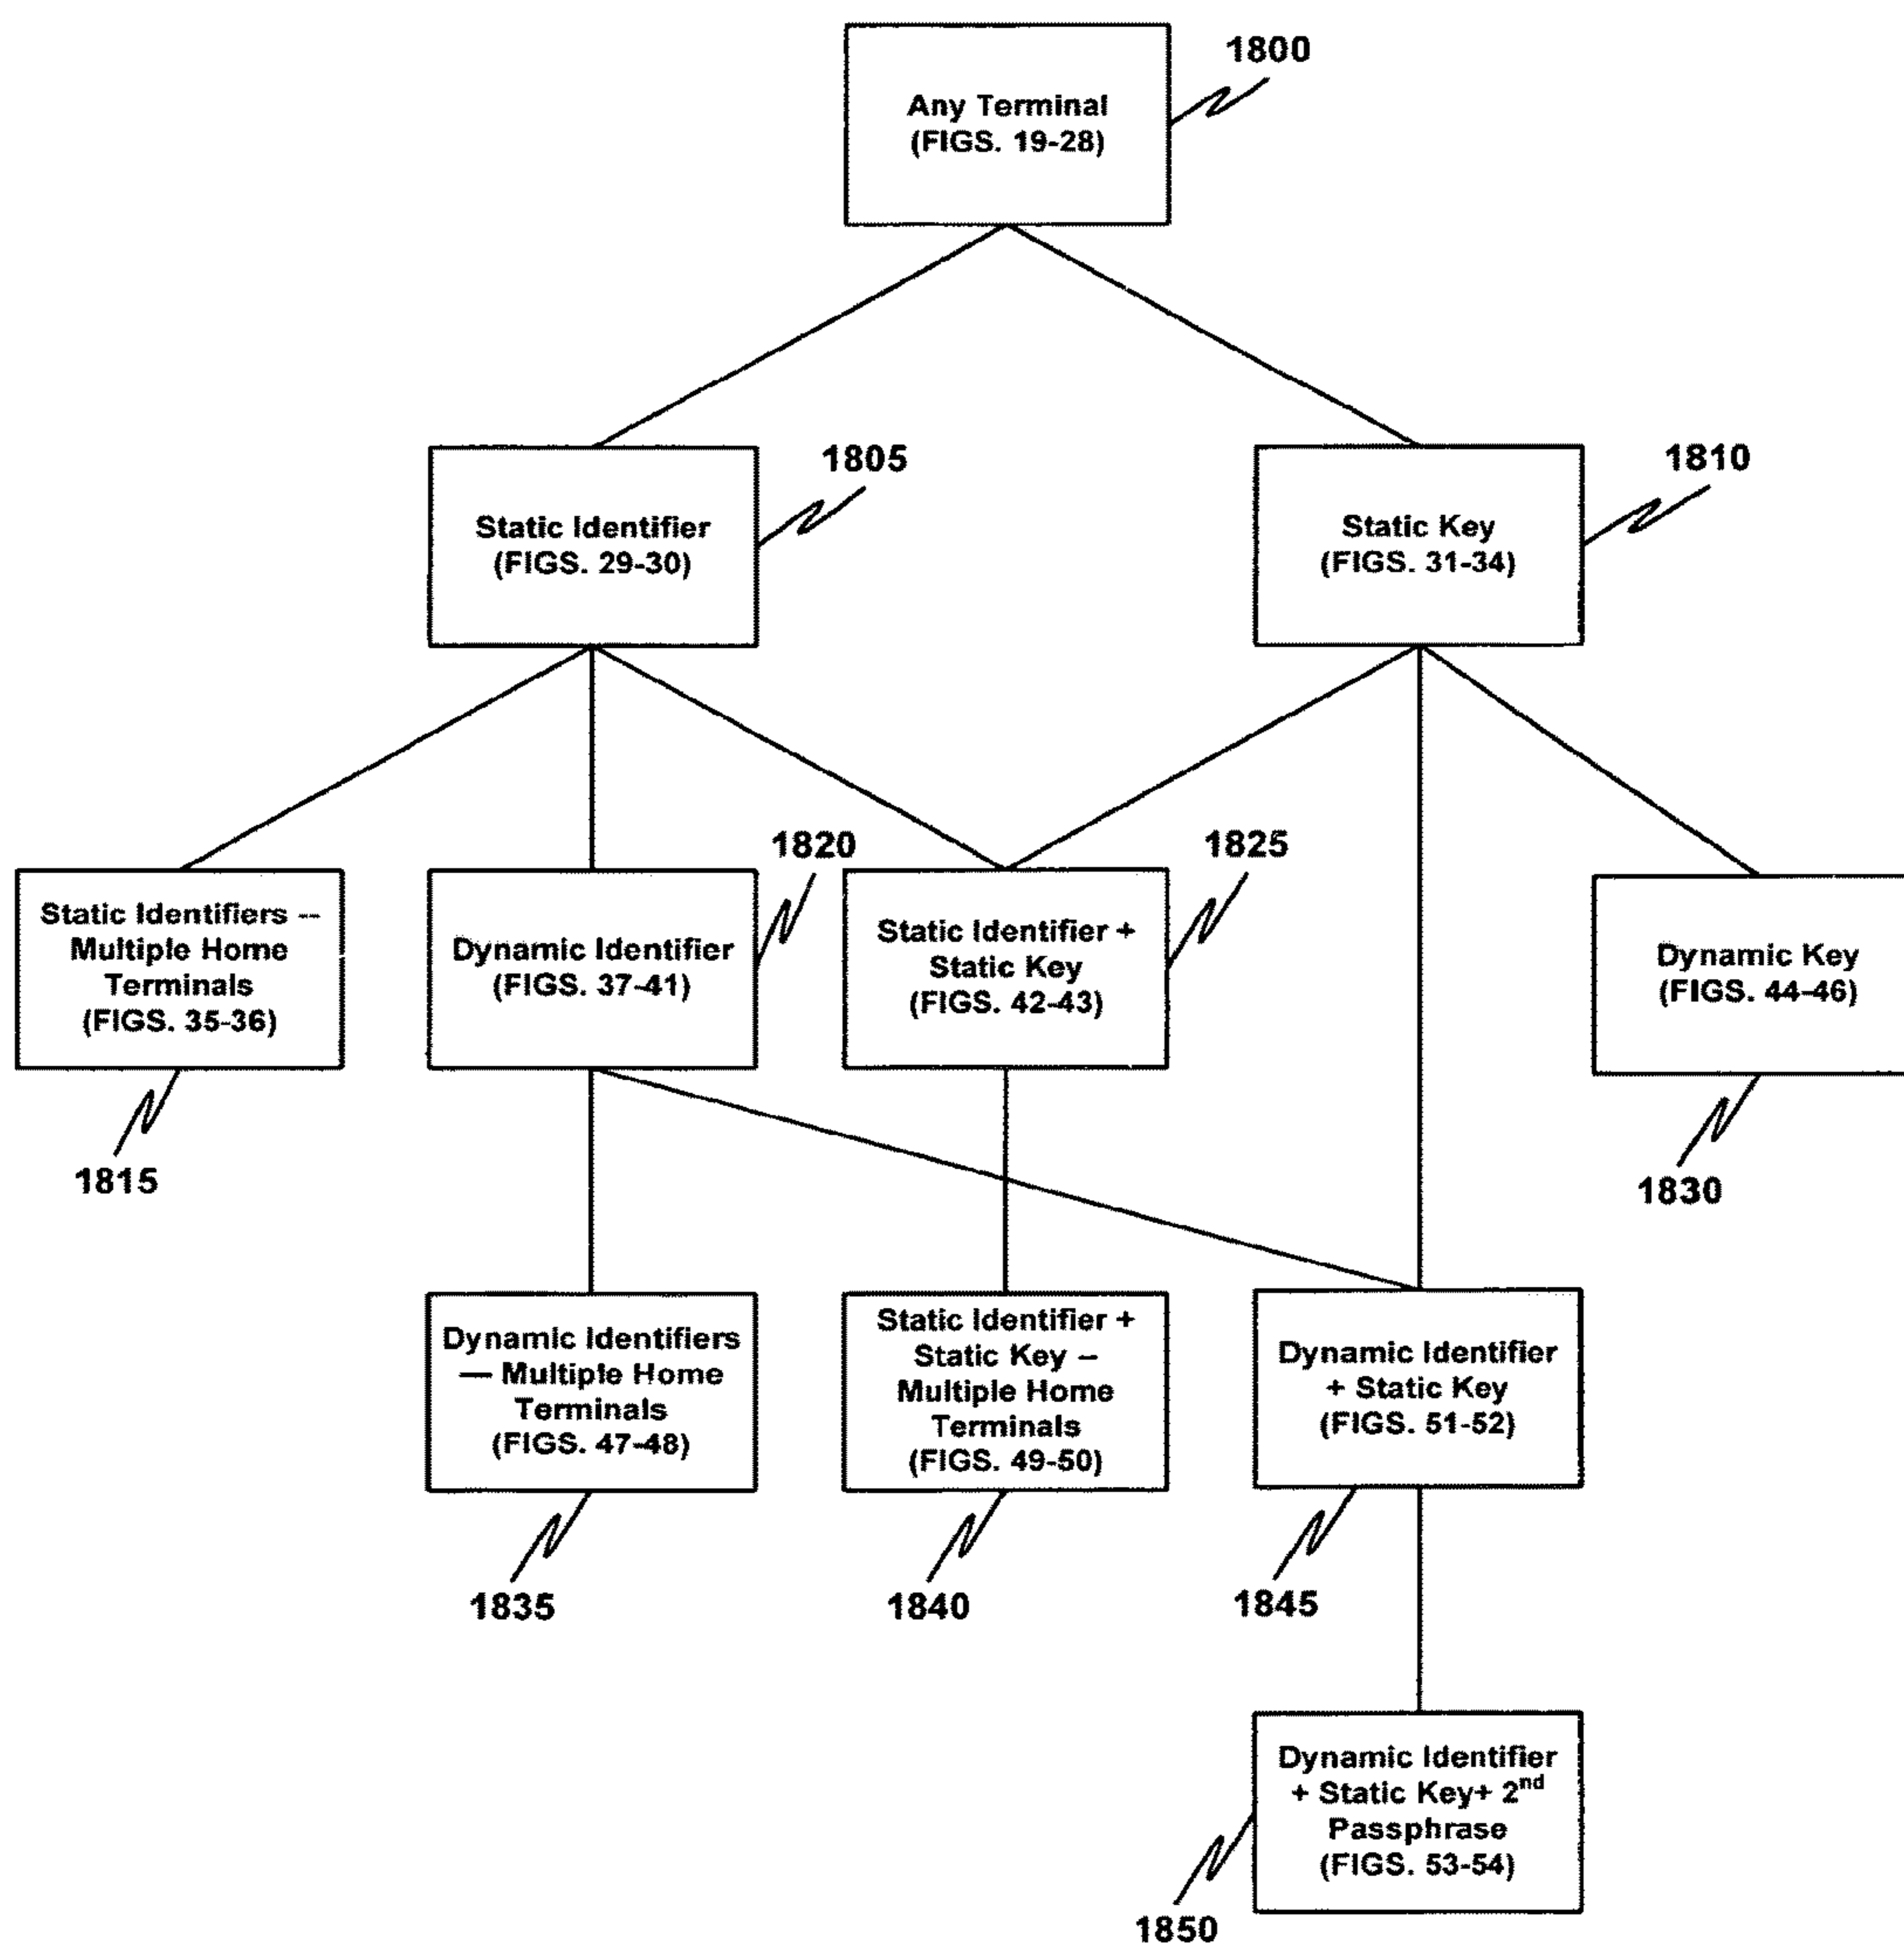 1800
Any Terminal
(FIGS. 19-28)
1805
1810
Static Identifier
(FIGS. 29-30)
Static Key
(FIGS. 31-34)
1820
1825
Static Identifiers --
Multiple Home
Terminals
(FIGS. 35-36)
Dynamic Identifier
(FIGS. 37-41)
Static Identifier +
Static Key
(FIGS. 42-43)
Dynamic Key
(FIGS. 44-46)
1815
1830
Dynamic Identifiers
— Multiple Home
Terminals
(FIGS. 47-48)
Static Identifier +
Static Key –
Multiple Home
Terminals
(FIGS. 49-50)
Dynamic Identifier
+ Static Key
(FIGS. 51-52)
1835
1840
1845
Dynamic Identifier
+ Static Key+ 2nd
Passphrase
(FIGS. 53-54)
1850